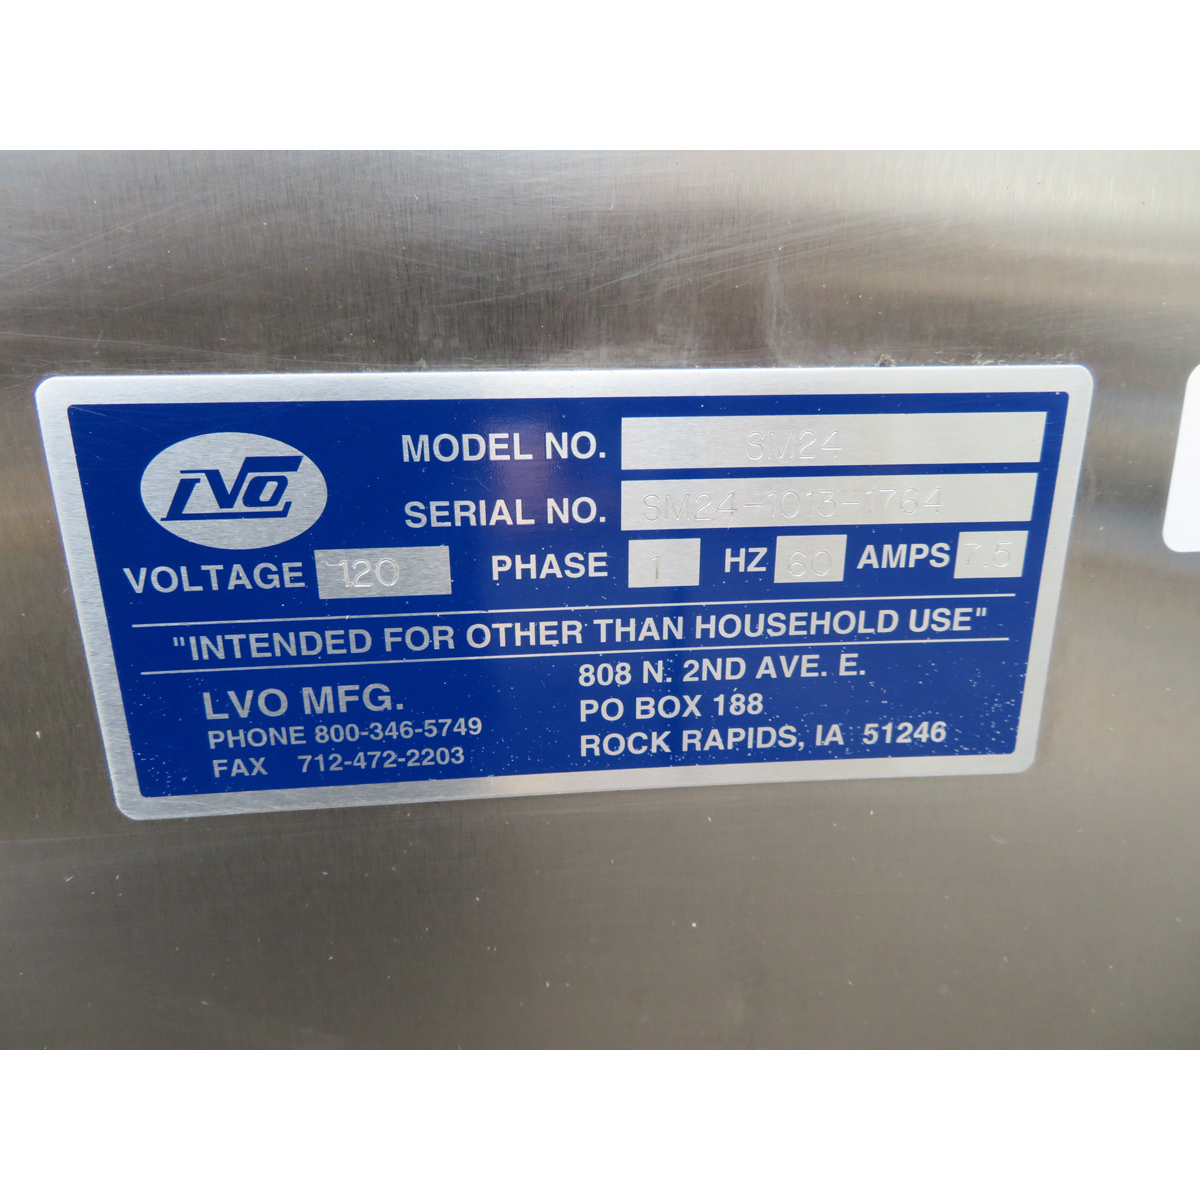 LVO
MODEL NO. SM24
SERIAL NO. SM24-1013-1764
VOLTAGE 120 PHASE 1 HZ 60 AMPS 7.5
"INTENDED FOR OTHER THAN HOUSEHOLD USE"
LVO MFG.
PHONE 800-346-5749
FAX 712-472-2203
808 N. 2ND AVE. E.
PO BOX 188
ROCK RAPIDS, IA 51246